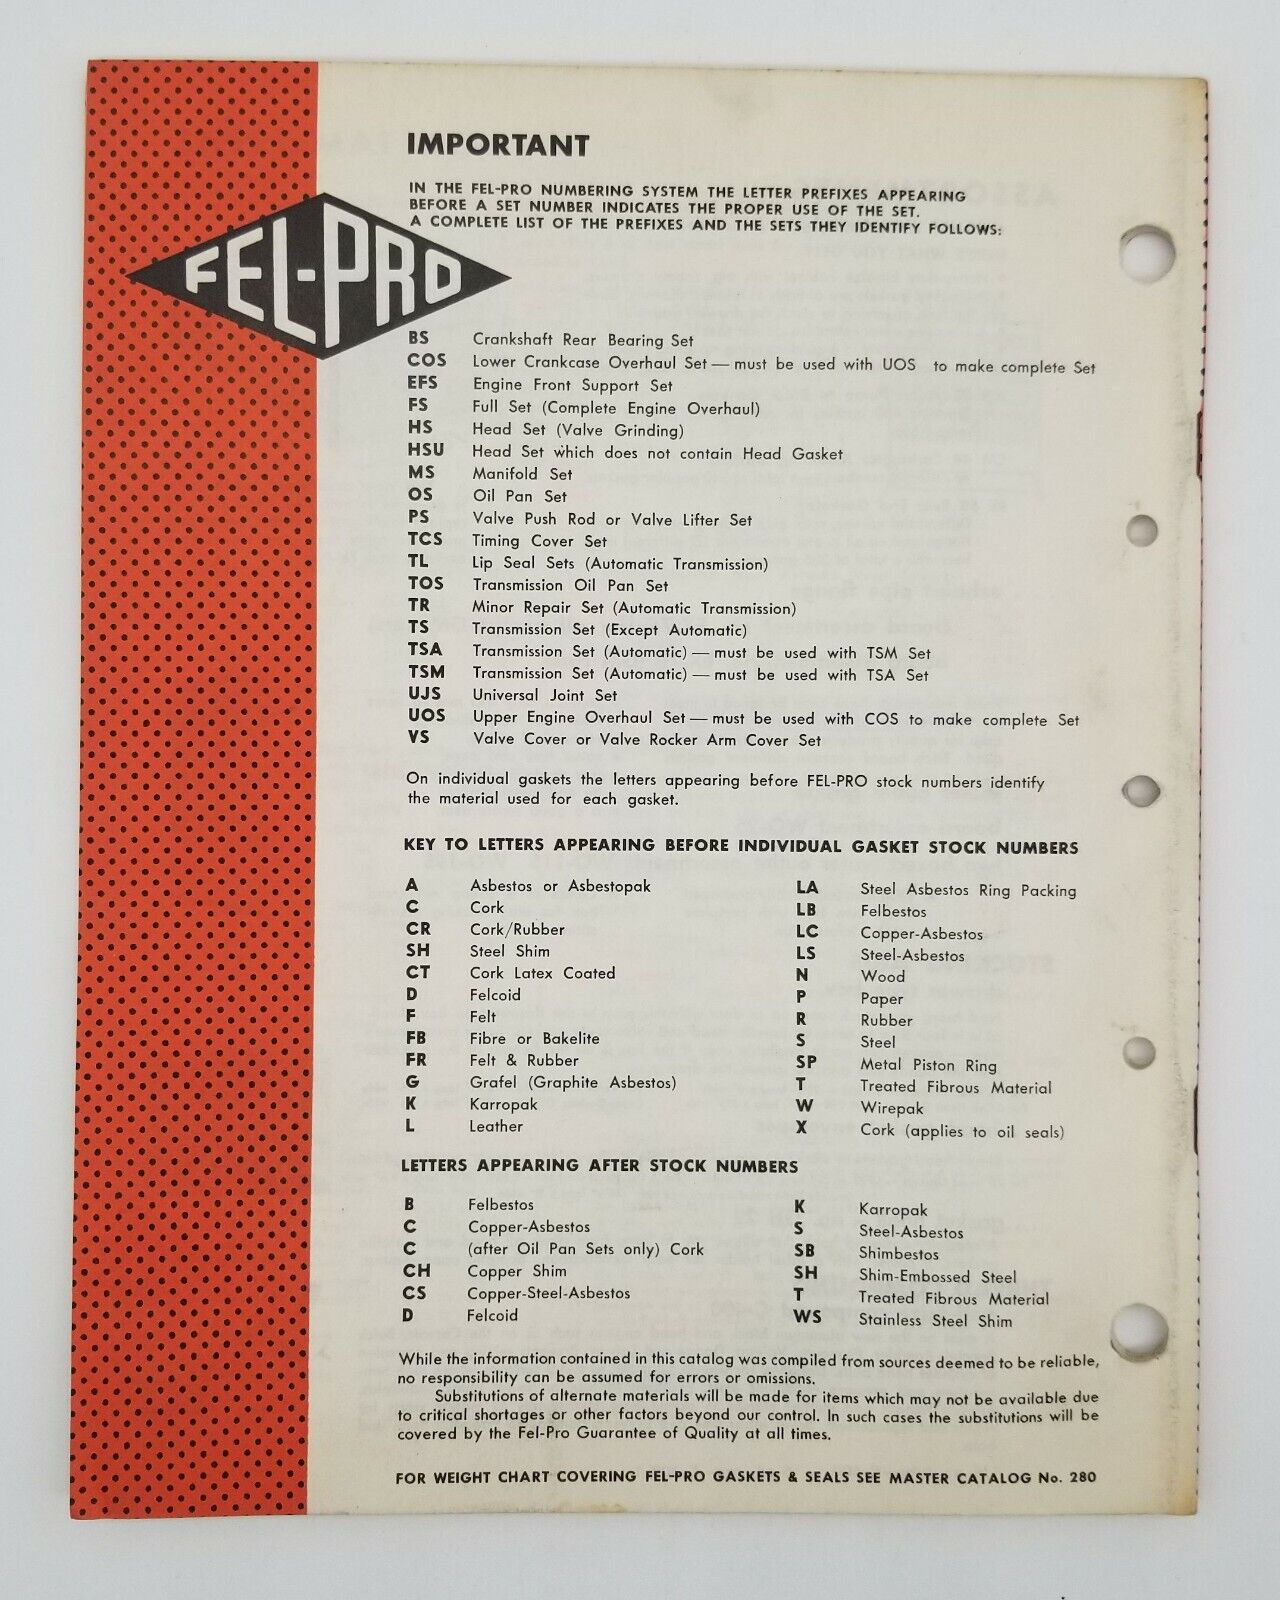 IMPORTANT
IN THE FEL-PRO NUMBERING SYSTEM THE LETTER PREFIXES APPEARING
BEFORE A SET NUMBER INDICATES THE PROPER USE OF THE SET.
A COMPLETE LIST OF THE PREFIXES AND THE SETS THEY IDENTIFY FOLLOWS:
FEL-PRO
BS Crankshaft Rear Bearing Set
COS Lower Crankcase Overhaul Set — must be used with UOS to make complete Set
EFS Engine Front Support Set
FS Full Set (Complete Engine Overhaul)
HS Head Set (Valve Grinding)
HSU Head Set which does not contain Head Gasket
MS Manifold Set
OS Oil Pan Set
PS Valve Push Rod or Valve Lifter Set
TCS Timing Cover Set
TL Lip Seal Sets (Automatic Transmission)
TOS Transmission Oil Pan Set
TR Minor Repair Set (Automatic Transmission)
TS Transmission Set (Except Automatic)
TSA Transmission Set (Automatic) — must be used with TSM Set
TSM Transmission Set (Automatic) — must be used with TSA Set
UJS Universal Joint Set
UOS Upper Engine Overhaul Set — must be used with COS to make complete Set
VS Valve Cover or Valve Rocker Arm Cover Set
On individual gaskets the letters appearing before FEL-PRO stock numbers identify
the material used for each gasket.
KEY TO LETTERS APPEARING BEFORE INDIVIDUAL GASKET STOCK NUMBERS
A Asbestos or Asbestopak
C Cork
CR Cork/Rubber
SH Steel Shim
CT Cork Latex Coated
D Felcoid
F Felt
FB Fibre or Bakelite
FR Felt & Rubber
G Grafel (Graphite Asbestos)
K Karropak
L Leather
LA Steel Asbestos Ring Packing
LB Felbestos
LC Copper-Asbestos
LS Steel-Asbestos
N Wood
P Paper
R Rubber
S Steel
SP Metal Piston Ring
T Treated Fibrous Material
W Wirepak
X Cork (applies to oil seals)
LETTERS APPEARING AFTER STOCK NUMBERS
B Felbestos
C Copper-Asbestos
C (after Oil Pan Sets only) Cork
CH Copper Shim
CS Copper-Steel-Asbestos
D Felcoid
K Karropak
S Steel-Asbestos
SB Shimbestos
SH Shim-Embossed Steel
T Treated Fibrous Material
WS Stainless Steel Shim
While the information contained in this catalog was compiled from sources deemed to be reliable,
no responsibility can be assumed for errors or omissions.
Substitutions of alternate materials will be made for items which may not be available due
to critical shortages or other factors beyond our control. In such cases the substitutions will be
covered by the Fel-Pro Guarantee of Quality at all times.
FOR WEIGHT CHART COVERING FEL-PRO GASKETS & SEALS SEE MASTER CATALOG No. 280